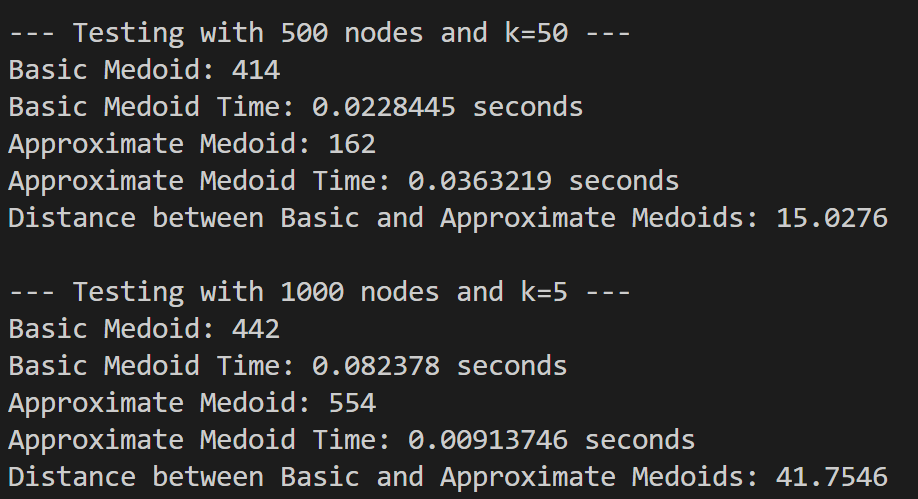 --- Testing with 500 nodes and k=50 ---
Basic Medoid: 414
Basic Medoid Time: 0.0228445 seconds
Approximate Medoid: 162
Approximate Medoid Time: 0.0363219 seconds
Distance between Basic and Approximate Medoids: 15.0276
--- Testing with 1000 nodes and k=5 ---
Basic Medoid: 442
Basic Medoid Time: 0.082378 seconds
Approximate Medoid: 554
Approximate Medoid Time: 0.00913746 seconds
Distance between Basic and Approximate Medoids: 41.7546